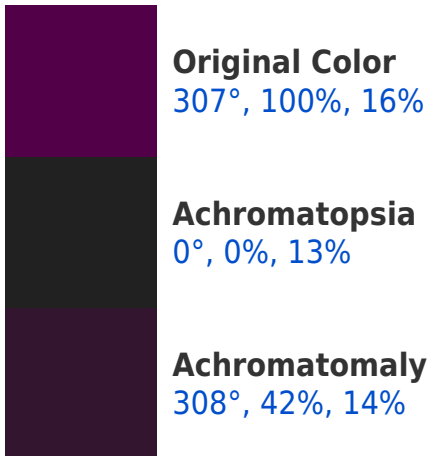 Original Color
307°, 100%, 16%
Achromatopsia
0°, 0%, 13%
Achromatomaly
308°, 42%, 14%